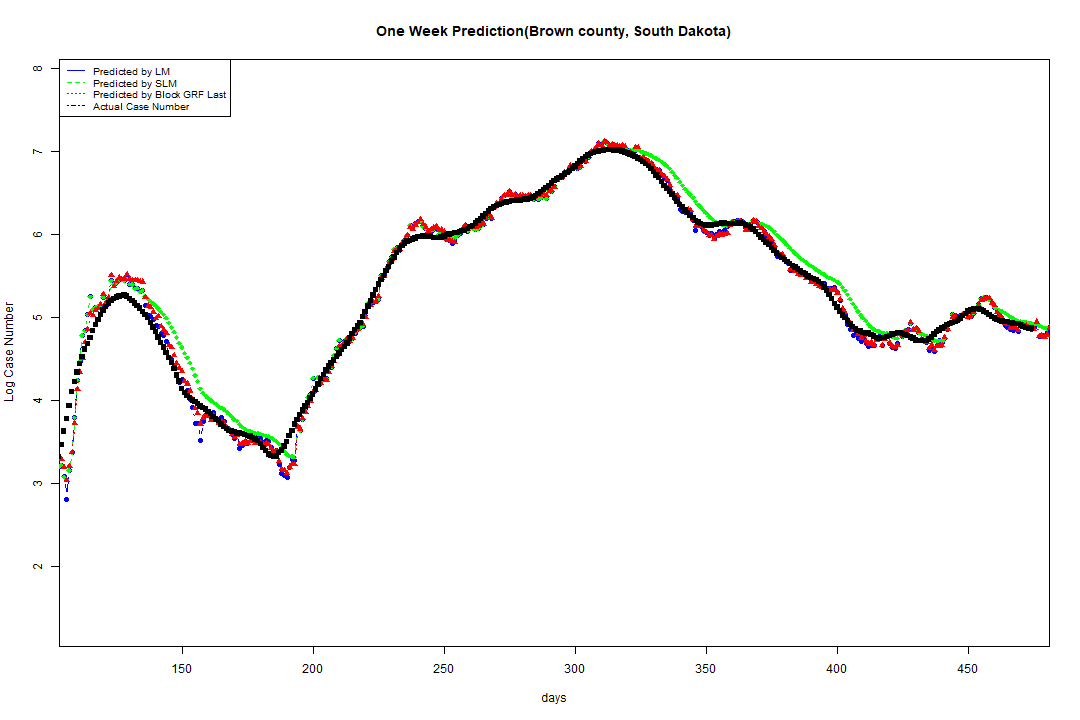 One Week Prediction(Brown county, South Dakota)
Predicted by LM
Predicted by SLM
Predicted by Block GRF Last
Actual Case Number
8
7
6
5
4
3
2
Log Case Number
150 200 250 300 350 400 450
days